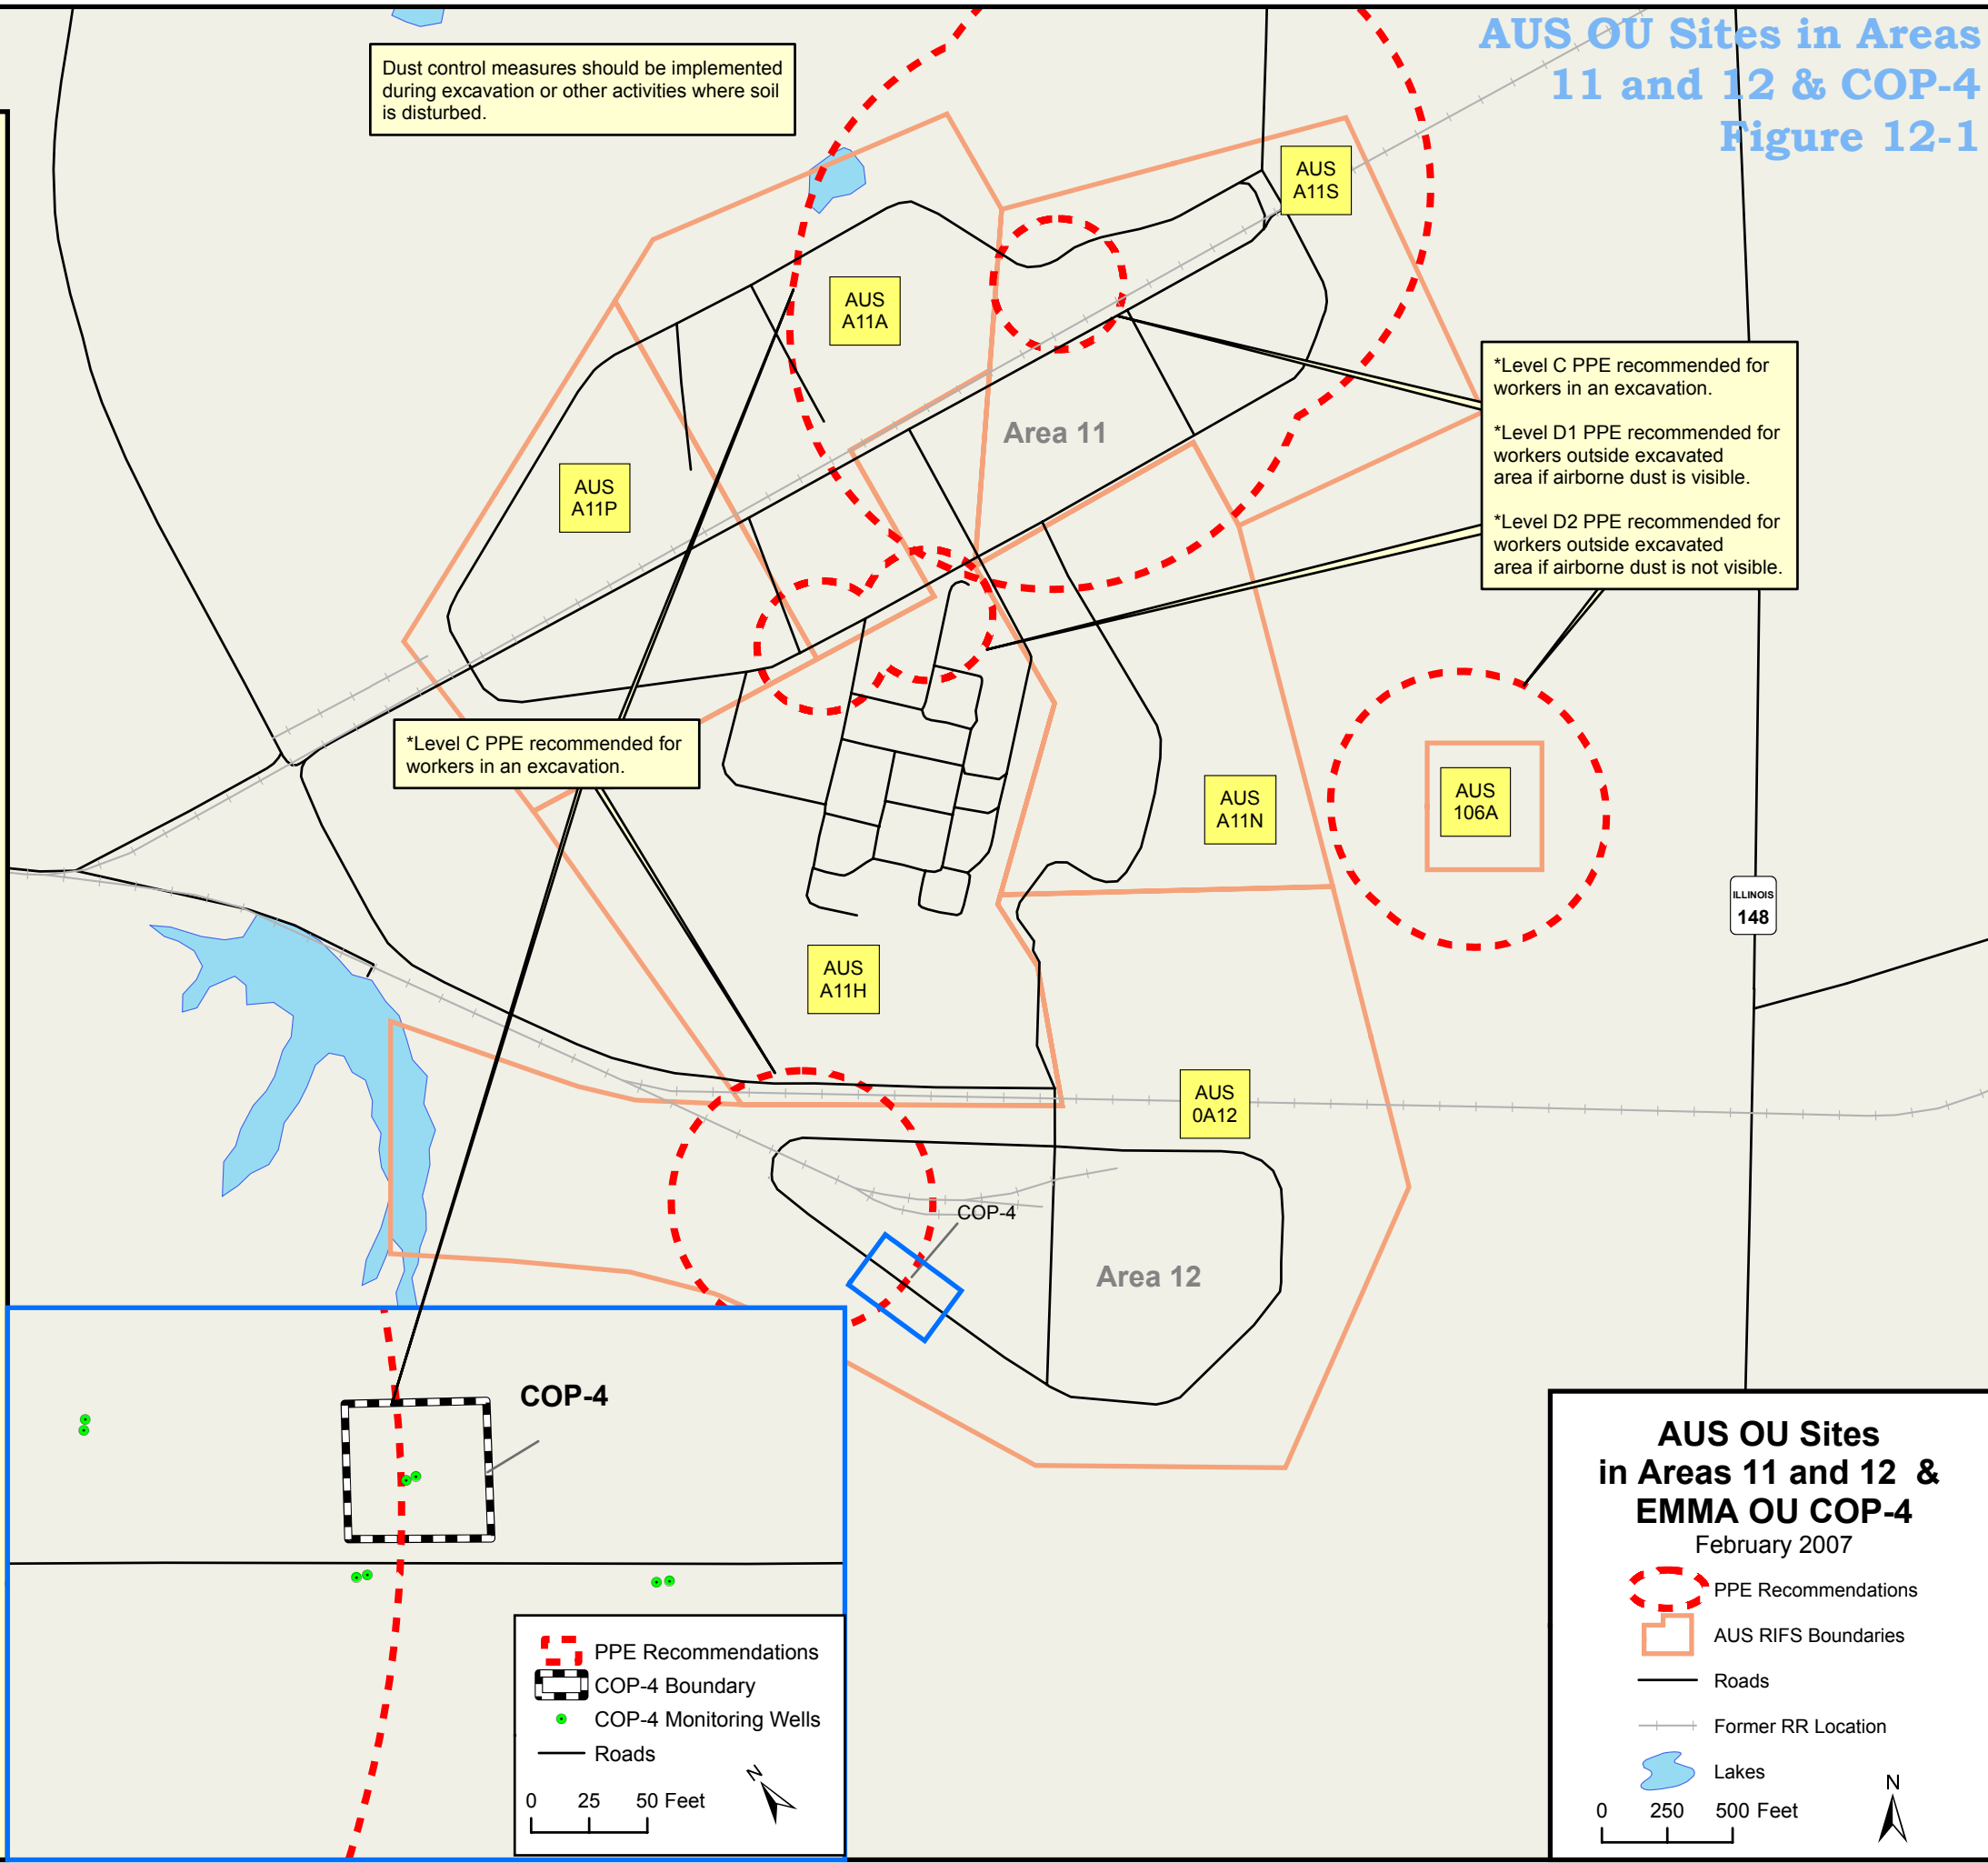 AUS OU Sites in Areas
11 and 12 & COP-4
Figure 12-1
Dust control measures should be implemented
during excavation or other activities where soil
is disturbed.
AUS
A11S
AUS
A11A
*Level C PPE recommended for
workers in an excavation.
*Level D1 PPE recommended for
workers outside excavated
area if airborne dust is visible.
*Level D2 PPE recommended for
workers outside excavated
area if airborne dust is not visible.
Area 11
AUS
A11P
*Level C PPE recommended for
workers in an excavation.
AUS
A11N
AUS
106A
ILLINOIS
148
AUS
A11H
AUS
0A12
COP-4
Area 12
COP-4
PPE Recommendations
COP-4 Boundary
COP-4 Monitoring Wells
Roads
N
0 25 50 Feet
AUS OU Sites
in Areas 11 and 12 &
EMMA OU COP-4
February 2007
PPE Recommendations
AUS RIFS Boundaries
Roads
Former RR Location
Lakes
N
0 250 500 Feet